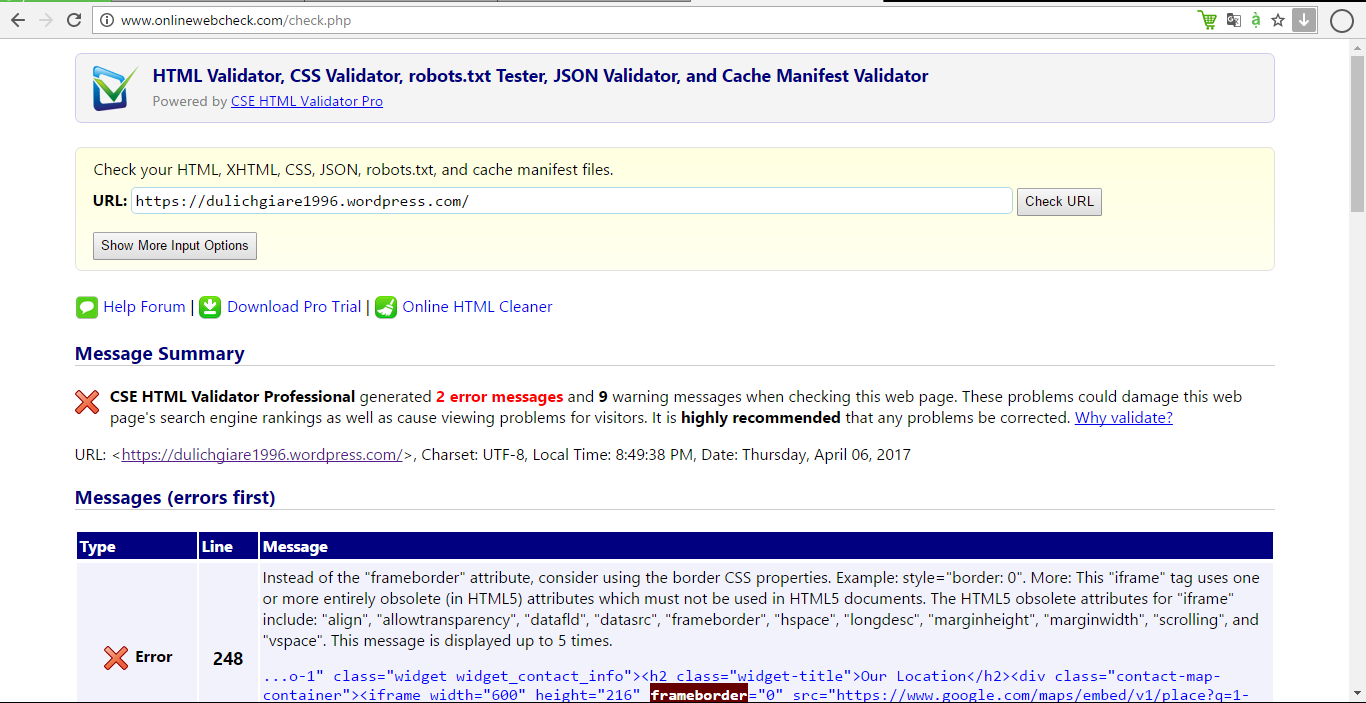 www.onlinewebcheck.com/check.php
HTML Validator, CSS Validator, robots.txt Tester, JSON Validator, and Cache Manifest Validator
Powered by CSE HTML Validator Pro
Check your HTML, XHTML, CSS, JSON, robots.txt, and cache manifest files.
URL: https://dulichgiare1996.wordpress.com/ Check URL
Show More Input Options
Help Forum | Download Pro Trial | Online HTML Cleaner
Message Summary
CSE HTML Validator Professional generated 2 error messages and 9 warning messages when checking this web page. These problems could damage this web
page's search engine rankings as well as cause viewing problems for visitors. It is highly recommended that any problems be corrected. Why validate?
URL: <https://dulichgiare1996.wordpress.com/>, Charset: UTF-8, Local Time: 8:49:38 PM, Date: Thursday, April 06, 2017
Messages (errors first)
Type Line Message
Instead of the "frameborder" attribute, consider using the border CSS properties. Example: style="border: 0". More: This "iframe" tag uses one
or more entirely obsolete (in HTML5) attributes which must not be used in HTML5 documents. The HTML5 obsolete attributes for "iframe"
include: "align", "allowtransparency", "datafld", "datasrc", "frameborder", "hspace", "longdesc", "marginheight", "marginwidth", "scrolling", and
"vspace". This message is displayed up to 5 times.
Error 248
...o-1" class="widget widget_contact_info"><h2 class="widget-title">Our Location</h2><div class="contact-map-
container"><iframe width="600" height="216" frameborder="0" src="https://www.google.com/maps/embed/v1/place?q=1-